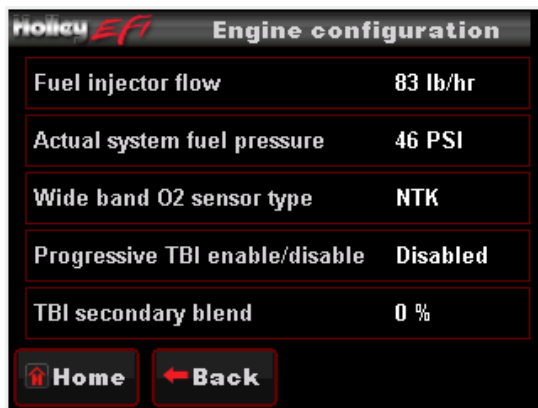 Holley EFI Engine configuration
Fuel injector flow 83 lb/hr
Actual system fuel pressure 46 PSI
Wide band O2 sensor type NTK
Progressive TBI enable/disable Disabled
TBI secondary blend 0 %
Home Back